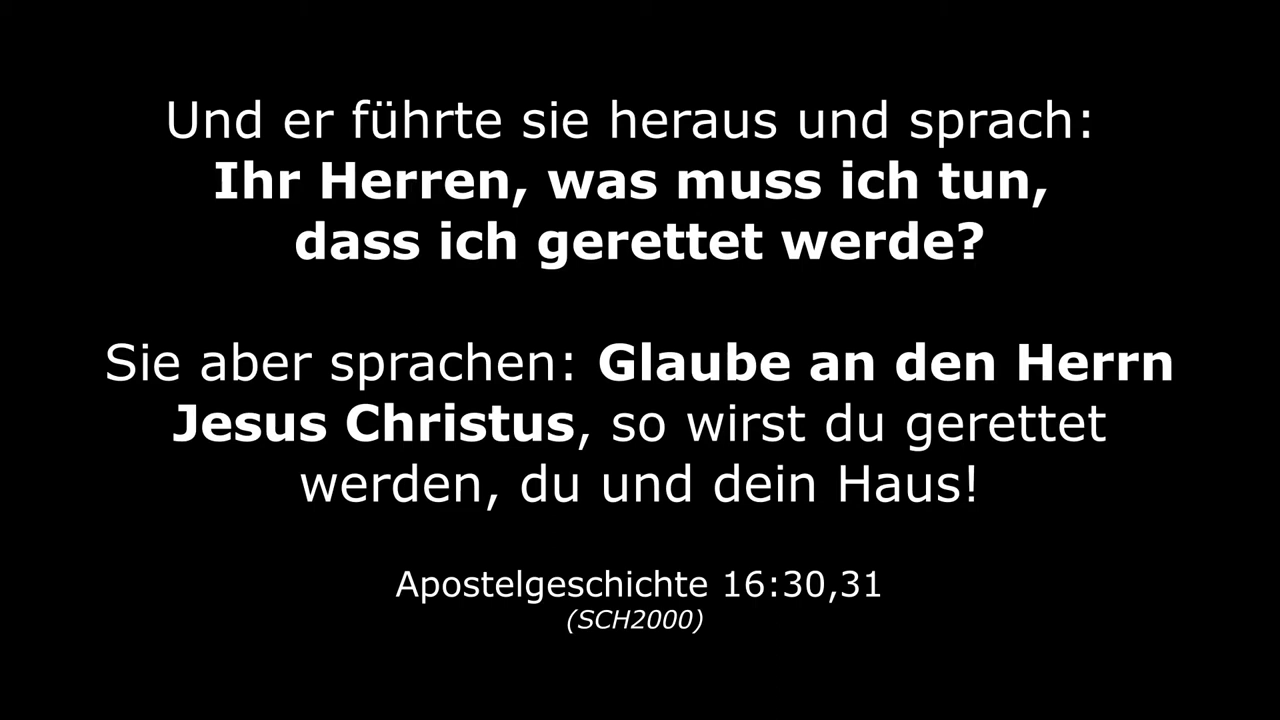 Und er führte sie heraus und sprach:
Ihr Herren, was muss ich tun,
dass ich gerettet werde?
Sie aber sprachen: Glaube an den Herrn
Jesus Christus, so wirst du gerettet
werden, du und dein Haus!
Apostelgeschichte 16:30,31
(SCH2000)